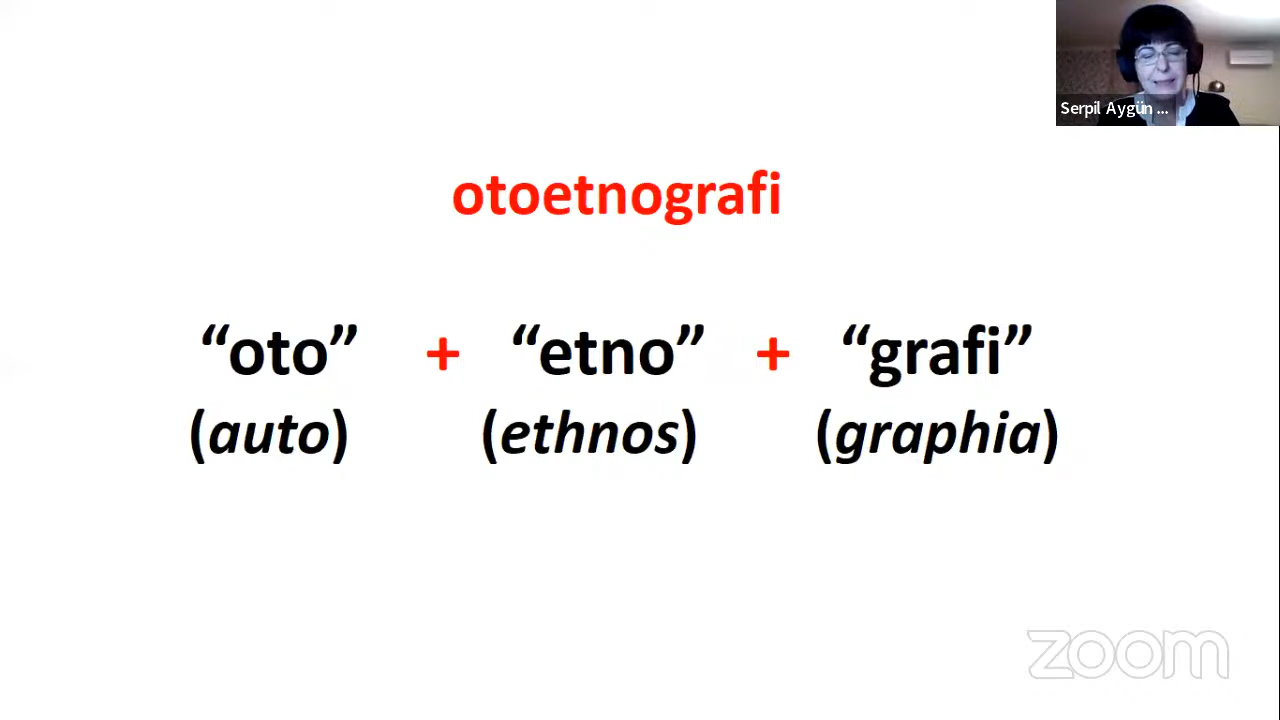 Serpil Aygün ...
otoetnografi
“oto” + “etno” + “grafi”
(auto) (ethnos) (graphia)
zoom